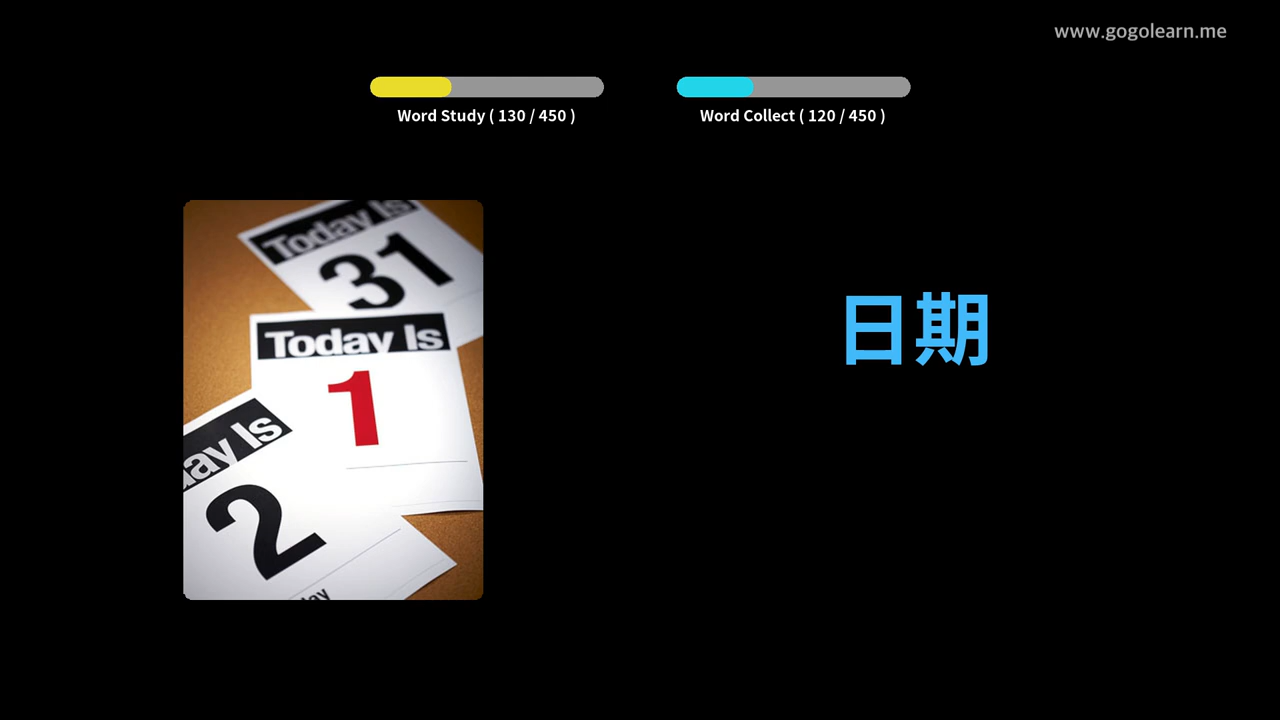 www.gogolearn.me
Word Study ( 130 / 450 )
Word Collect ( 120 / 450 )
Today Is
31
Today Is
1
ay Is
2
日期